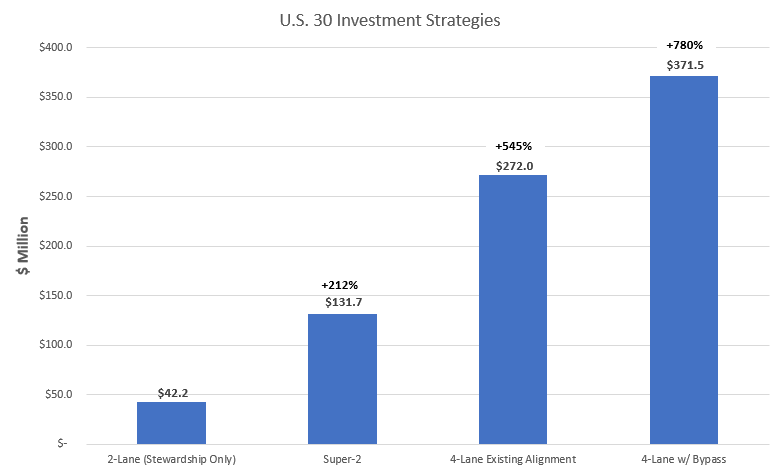 U.S. 30 Investment Strategies
$400.0
$350.0
$300.0
$250.0
$200.0
$150.0
$100.0
$50.0
$-
$ Million
$42.2
+212%
$131.7
+545%
$272.0
+780%
$371.5
2-Lane (Stewardship Only)
Super-2
4-Lane Existing Alignment
4-Lane w/ Bypass